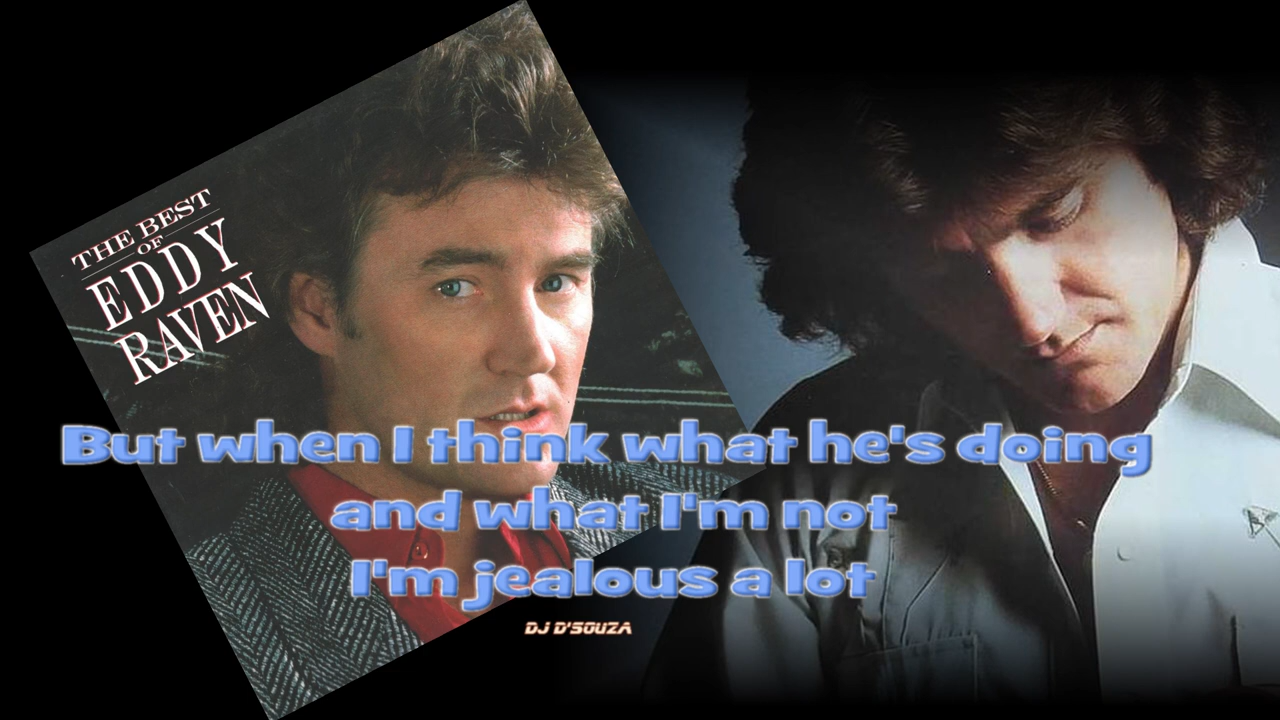 THE BEST
OF
EDDY
RAVEN
But when I think what he's doing
and what I'm not
I'm jealous a lot
DJ D'SOUZA